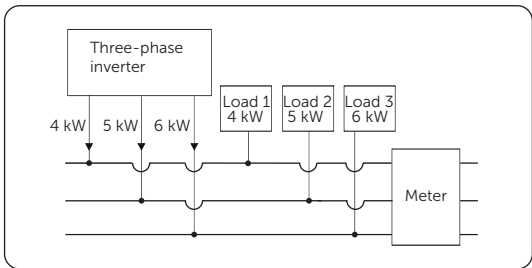 Three-phase
inverter
4 kW
5 kW
6 kW
Load 1
4 kW
Load 2
5 kW
Load 3
6 kW
Meter